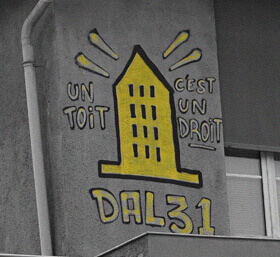 UN
TOiT
C'EST
UN
DROIT
DAL31